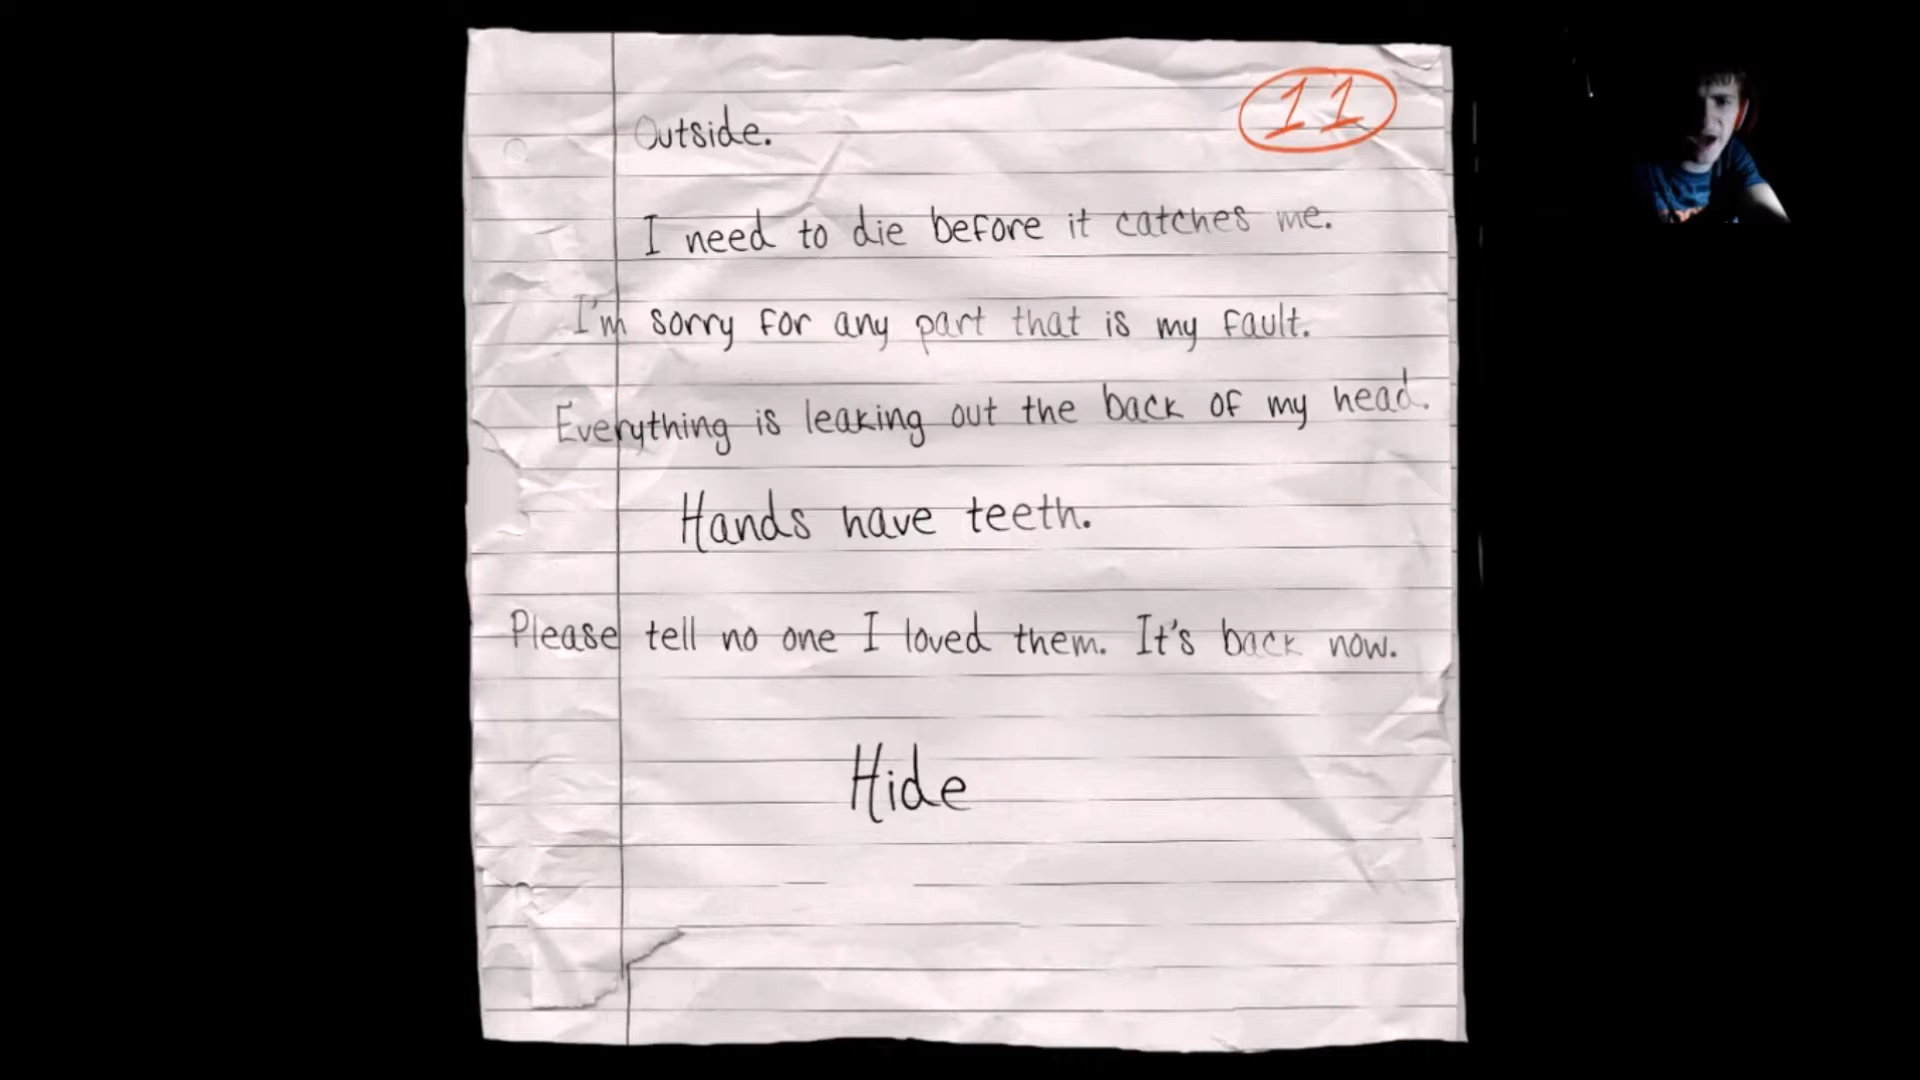 11
Outside.
I need to die before it catches me.
I'm sorry for any part that is my fault.
Everything is leaking out the back of my head.
Hands have teeth.
Please tell no one I loved them. It's back now.
Hide